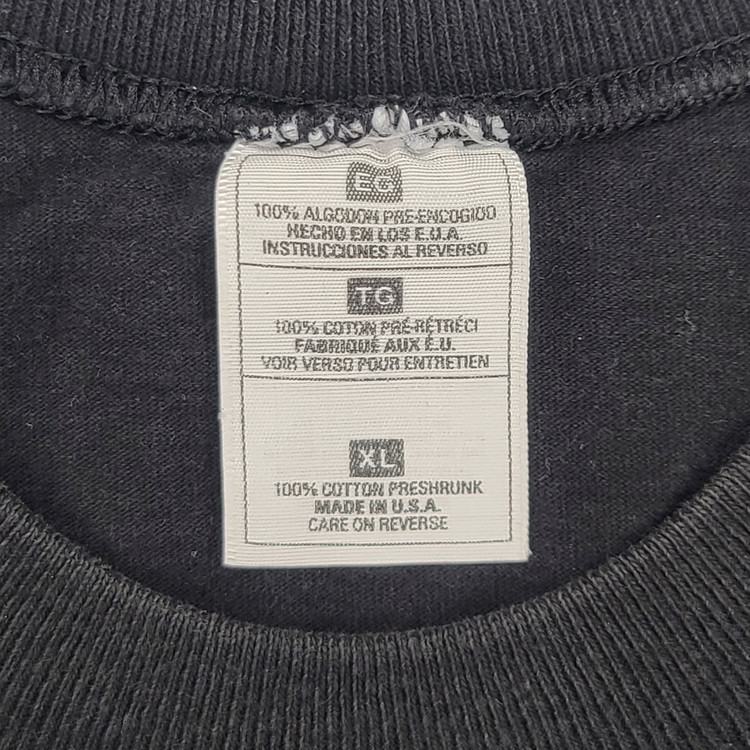 EG
100% ALGODON PRE-ENCOGIDO
HECHO EN LOS E.U.A.
INSTRUCCIONES AL REVERSO
TG
100% COTON PRÉ-RÉTRÉCI
FABRIQUÉ AUX É.U.
VOIR VERSO POUR ENTRETIEN
XL
100% COTTON PRESHRUNK
MADE IN U.S.A.
CARE ON REVERSE